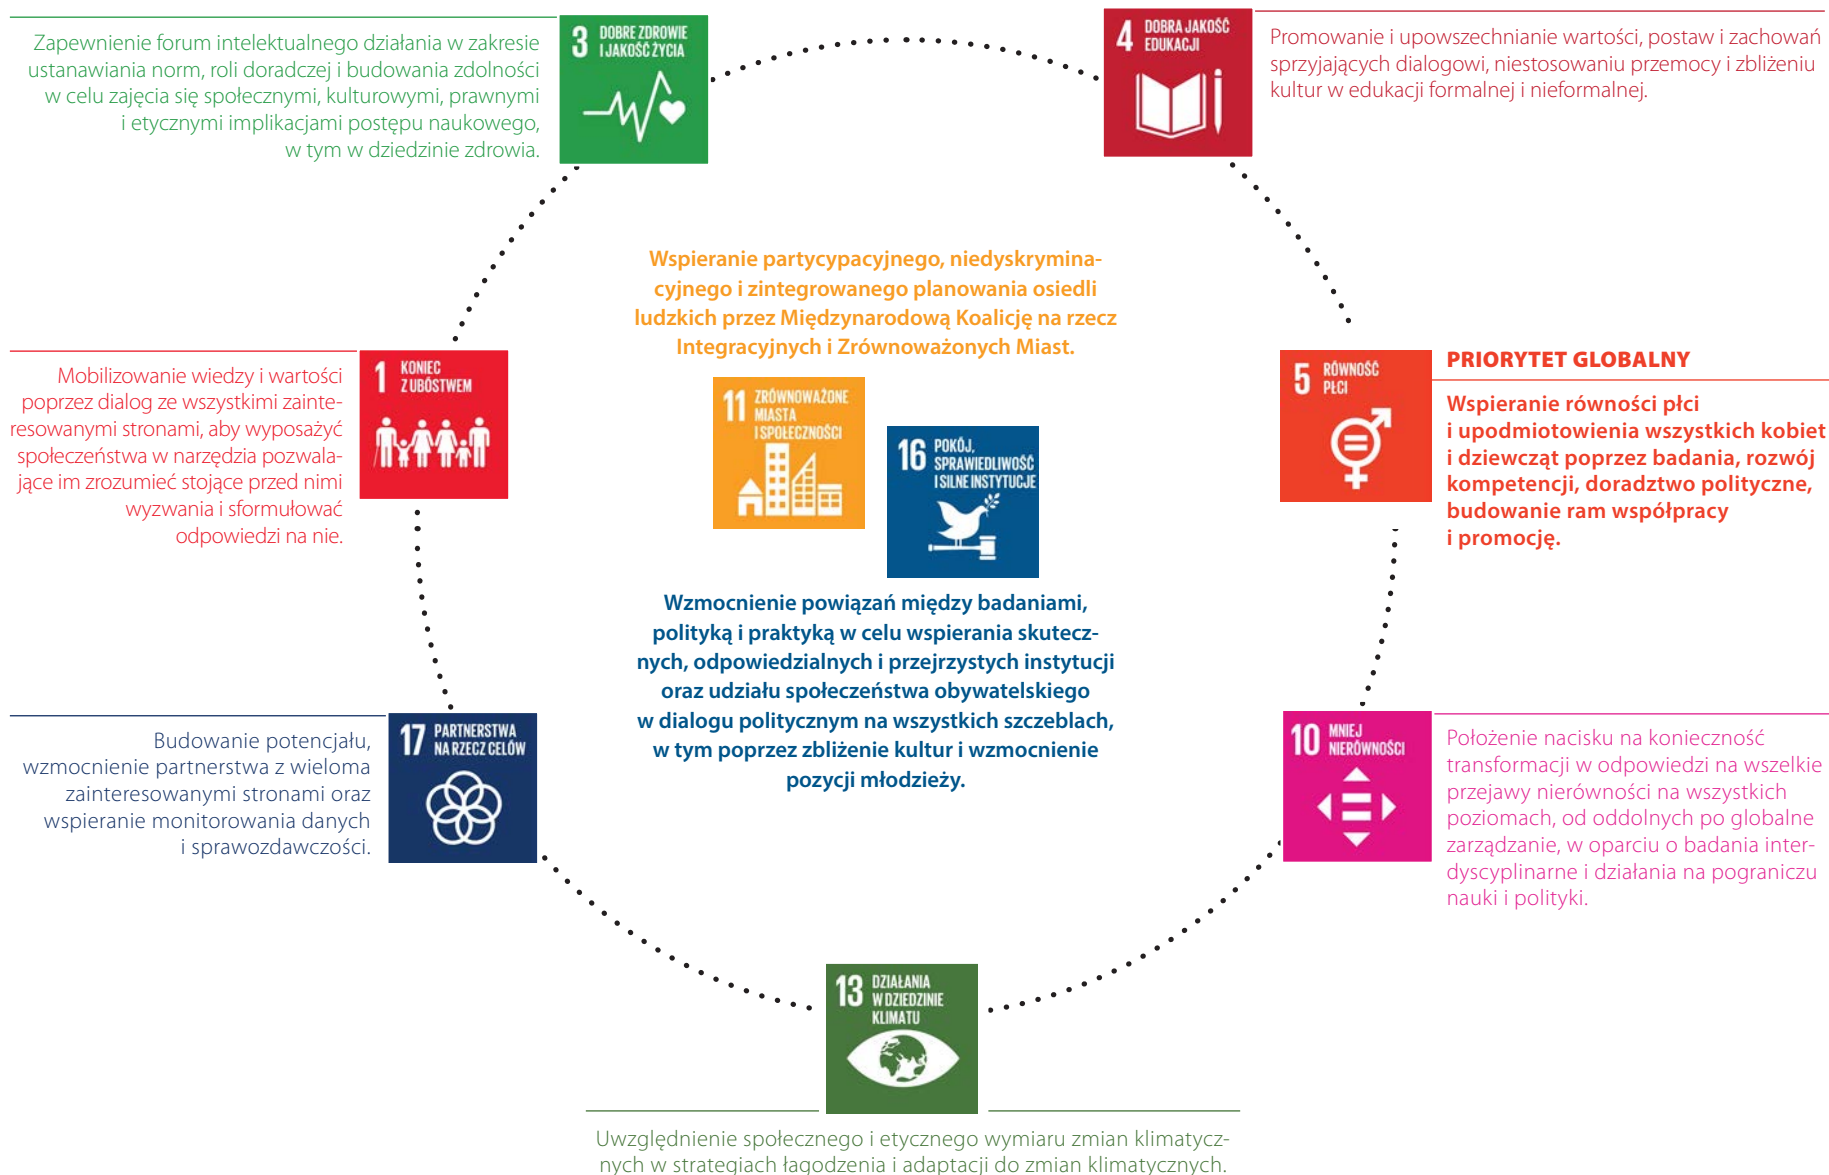 3 DOBRE ZDROWIE
I JAKOŚĆ ŻYCIA
Zapewnienie forum intelektualnego działania w zakresie
ustanawiania norm, roli doradczej i budowania zdolności
w celu zajęcia się społecznymi, kulturowymi, prawnymi
i etycznymi implikacjami postępu naukowego,
w tym w dziedzinie zdrowia.
4 DOBRA JAKOŚĆ
EDUKACJI
Promowanie i upowszechnianie wartości, postaw i zachowań
sprzyjających dialogowi, niestosowaniu przemocy i zbliżeniu
kultur w edukacji formalnej i nieformalnej.
Wspieranie partycypacyjnego, niedyskrymina-
cyjnego i zintegrowanego planowania osiedli
ludzkich przez Międzynarodową Koalicję na rzecz
Integracyjnych i Zrównoważonych Miast.
1 KONIEC
Z UBÓSTWEM
Mobilizowanie wiedzy i wartości
poprzez dialog ze wszystkimi zainte-
resowanymi stronami, aby wyposażyć
społeczeństwa w narzędzia pozwala-
jące im zrozumieć stojące przed nimi
wyzwania i sformułować
odpowiedzi na nie.
11 ZRÓWNOWAŻONE
MIASTA
I SPOŁECZNOŚCI
16 POKÓJ,
SPRAWIEDLIWOŚĆ
I SILNE INSTYTUCJE
5 RÓWNOŚĆ
PŁCI
PRIORYTET GLOBALNY
Wspieranie równości płci
i upodmiotowienia wszystkich kobiet
i dziewcząt poprzez badania, rozwój
kompetencji, doradztwo polityczne,
budowanie ram współpracy
i promocję.
Wzmocnienie powiązań między badaniami,
polityką i praktyką w celu wspierania skutecz-
nych, odpowiedzialnych i przejrzystych instytucji
oraz udziału społeczeństwa obywatelskiego
w dialogu politycznym na wszystkich szczeblach,
w tym poprzez zbliżenie kultur i wzmocnienie
pozycji młodzieży.
17 PARTNERSTWA
NA RZECZ CELÓW
Budowanie potencjału,
wzmocnienie partnerstwa z wieloma
zainteresowanymi stronami oraz
wspieranie monitorowania danych
i sprawozdawczości.
10 MNIEJ
NIERÓWNOŚCI
Położenie nacisku na konieczność
transformacji w odpowiedzi na wszelkie
przejawy nierówności na wszystkich
poziomach, od oddolnych po globalne
zarządzanie, w oparciu o badania inter-
dyscyplinarne i działania na pograniczu
nauki i polityki.
13 DZIAŁANIA
W DZIEDZINIE
KLIMATU
Uwzględnienie społecznego i etycznego wymiaru zmian klimatycz-
nych w strategiach łagodzenia i adaptacji do zmian klimatycznych.